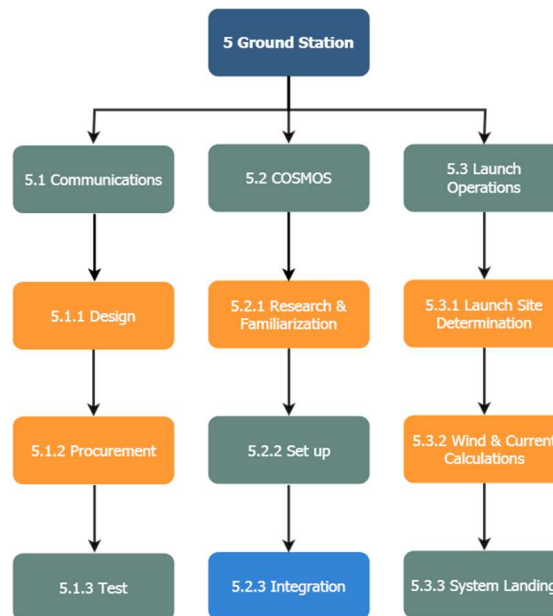 5 Ground Station
5.1 Communications
5.2 COSMOS
5.3 Launch
Operations
5.1.1 Design
5.2.1 Research &
Familiarization
5.3.1 Launch Site
Determination
5.1.2 Procurement
5.2.2 Set up
5.3.2 Wind & Current
Calculations
5.1.3 Test
5.2.3 Integration
5.3.3 System Landing